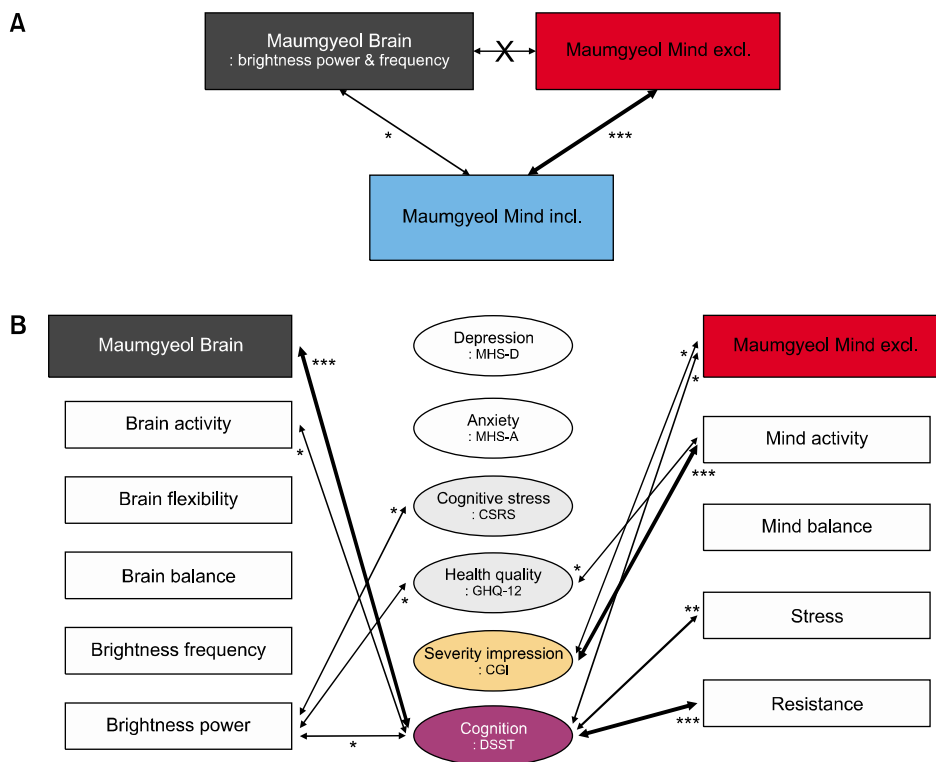 A
Maumgyeol Brain
: brightness power & frequency
X
Maumgyeol Mind excl.
*
***
Maumgyeol Mind incl.
B
Maumgyeol Brain
Brain activity
Brain flexibility
Brain balance
Brightness frequency
Brightness power
***
*
**
*
*
Depression
: MHS-D
Anxiety
: MHS-A
Cognitive stress
: CSRS
Health quality
: GHQ-12
Severity impression
: CGI
Cognition
: DSST
*
*
*
***
**
***
Maumgyeol Mind excl.
Mind activity
Mind balance
Stress
Resistance